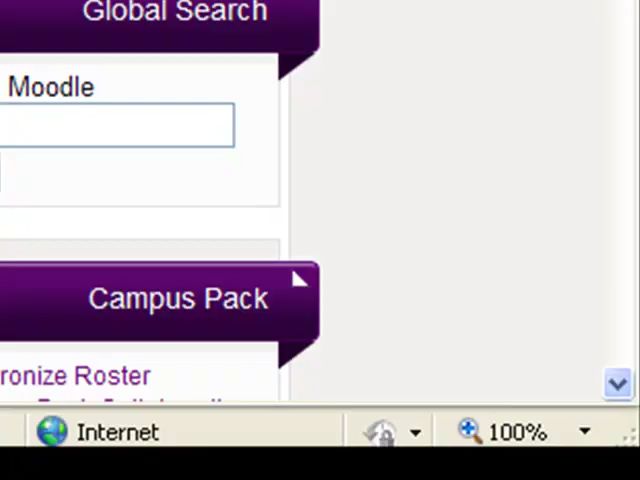 Global Search
Moodle
Campus Pack
ronize Roster
Internet
100%